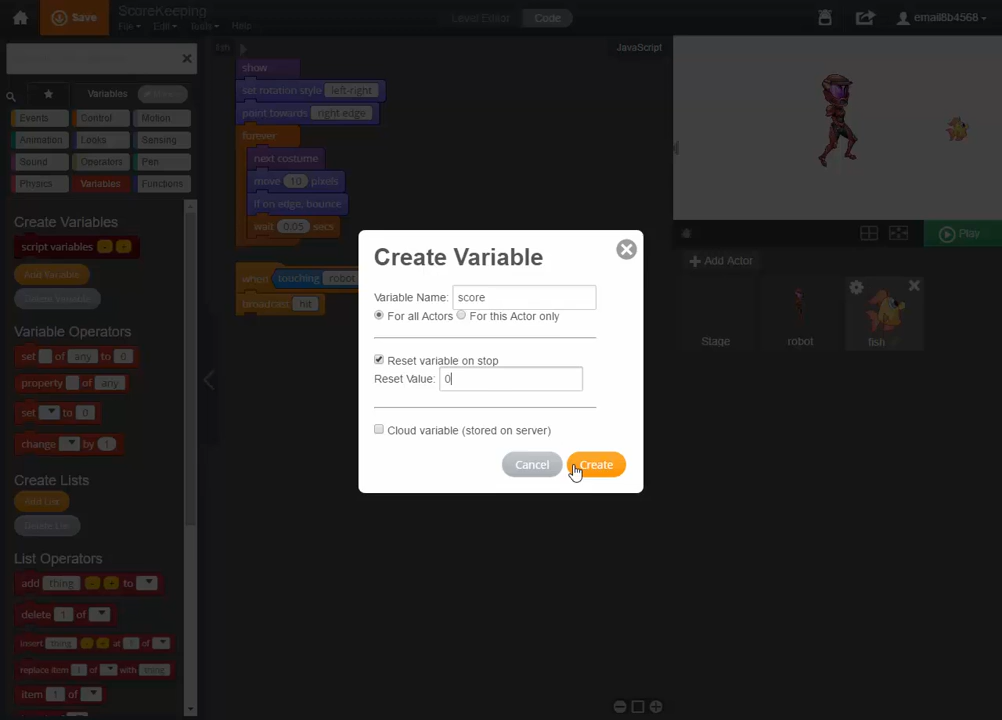 ScoreKeeping
Save
File
Edit
Tools
Help
Level Editor
Code
email8b4568
Variables
Events
Control
Motion
Animation
Looks
Sensing
Sound
Operators
Pen
Physics
Variables
Functions
Create Variables
script variables
Add Variable
Delete Variable
Variable Operators
set of any to 0
property of any
set to 0
change by 1
Create Lists
Add List
Delete List
List Operators
add thing to
delete 1 of
insert thing at of
replace item 1 of with thing
item 1 of
fish
JavaScript
show
set rotation style left-right
point towards right edge
forever
next costume
move 10 pixels
if on edge, bounce
wait 0.05 secs
when touching robot
broadcast hit
Create Variable
Variable Name: score
For all Actors For this Actor only
Reset variable on stop
Reset Value: 0
Cloud variable (stored on server)
Cancel
Create
Play
Add Actor
Stage
robot
fish